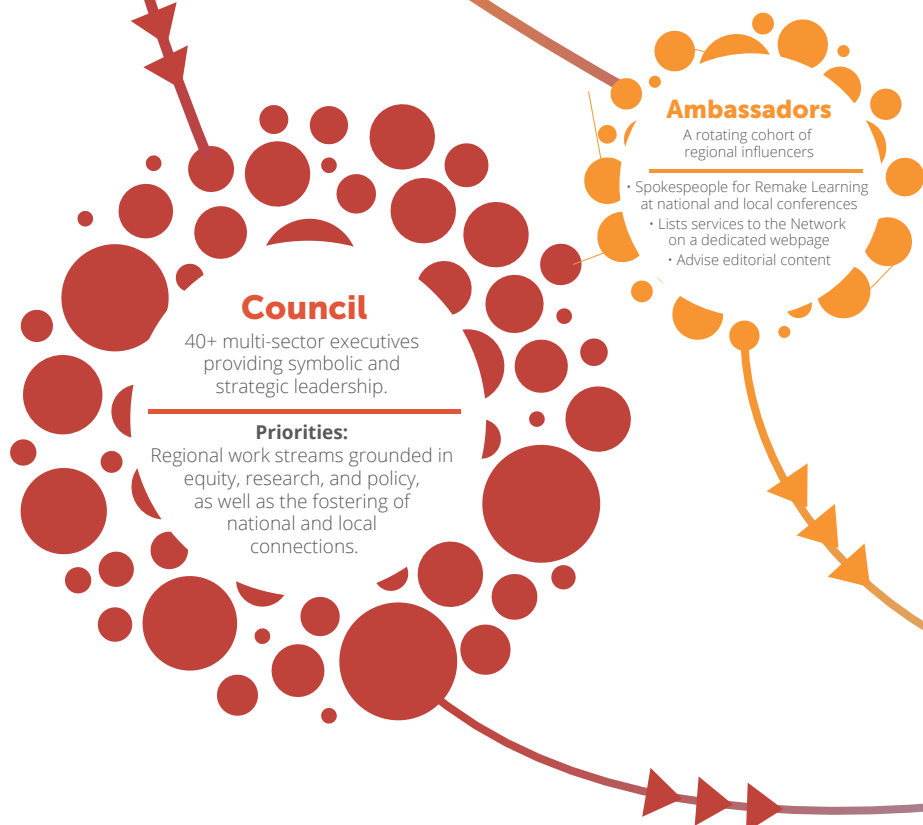 Council
40+ multi-sector executives
providing symbolic and
strategic leadership.
Priorities:
Regional work streams grounded in
equity, research, and policy,
as well as the fostering of
national and local
connections.
Ambassadors
A rotating cohort of
regional influencers
• Spokespeople for Remake Learning
at national and local conferences
• Lists services to the Network
on a dedicated webpage
• Advise editorial content